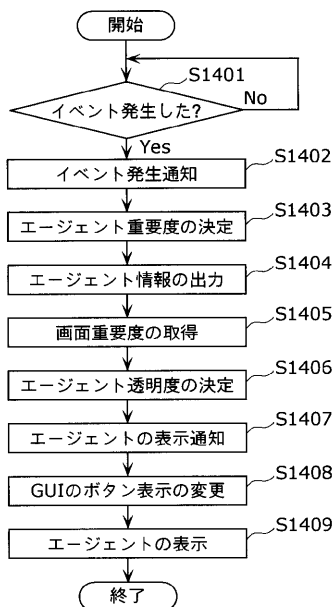 開始
S1401
イベント発生した?
No
Yes
S1402
イベント発生通知
S1403
エージェント重要度の決定
S1404
エージェント情報の出力
S1405
画面重要度の取得
S1406
エージェント透明度の決定
S1407
エージェントの表示通知
S1408
GUIのボタン表示の変更
S1409
エージェントの表示
終了